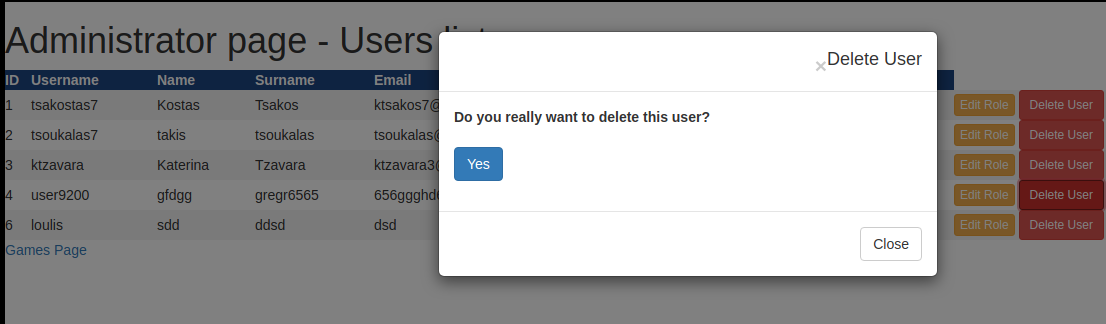 Administrator page - Users list
× Delete User
ID Username Name Surname Email
Do you really want to delete this user?
1 tsakostas7 Kostas Tsakos ktsakos7@ Edit Role Delete User
2 tsoukalas7 takis tsoukalas tsoukalas@ Edit Role Delete User
3 ktzavara Katerina Tzavara ktzavara3@ Edit Role Delete User
Yes
4 user9200 gfdgg gregr6565 656ggghd Edit Role Delete User
6 loulis sdd ddsd dsd Edit Role Delete User
Games Page
Close